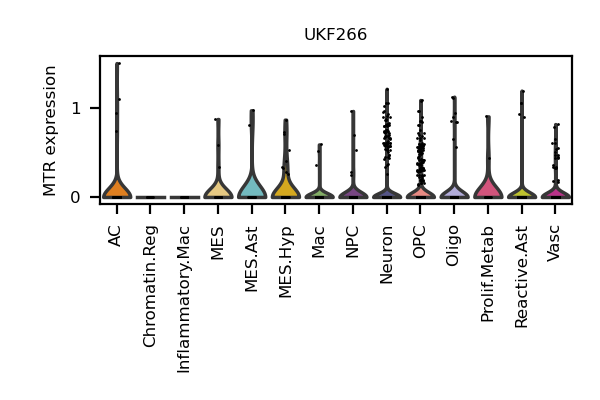 UKF266
MTR expression
1
0
AC
Chromatin.Reg
Inflammatory.Mac
MES
MES.Ast
MES.Hyp
Mac
NPC
Neuron
OPC
Oligo
Prolif.Metab
Reactive.Ast
Vasc